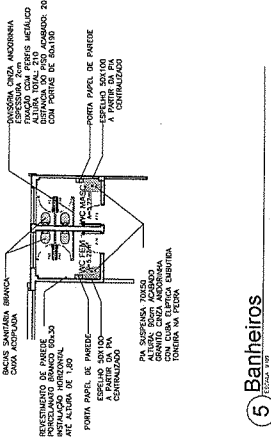 DIVISÓRIA CINZA ANDORINHA
ESPESSURA 2cm
FIXAÇÃO COM PERFIS METÁLICO
ALTURA TOTAL: 210
DISTANCIA DO PISO ACABADO: 20
COM PORTAS DE 60x190
PORTA PAPEL DE PAREDE
ESPELHO 50X100
A PARTIR DA PIA
CENTRALIZADO
BACIAS SANITÁRIA BRANCA
CAIXA ACOPLADA
WC FEM
WC MASC
REVESTIMENTO DE PAREDE
PORCELANATO BRANCO 60x30
INSTALAÇÃO HORIZONTAL
ATÉ ALTURA DE 1,80
PORTA PAPEL DE PAREDE
ESPELHO 50X100
A PARTIR DA PIA
CENTRALIZADO
PIA SUSPENSA 70X50
ALTURA: 90cm ACABADO
GRANITO CINZA ANDORINHA
COM CUBA ELÍPTICA EMBUTIDA
TONEIRA NA PEDRA
5 Banheiros